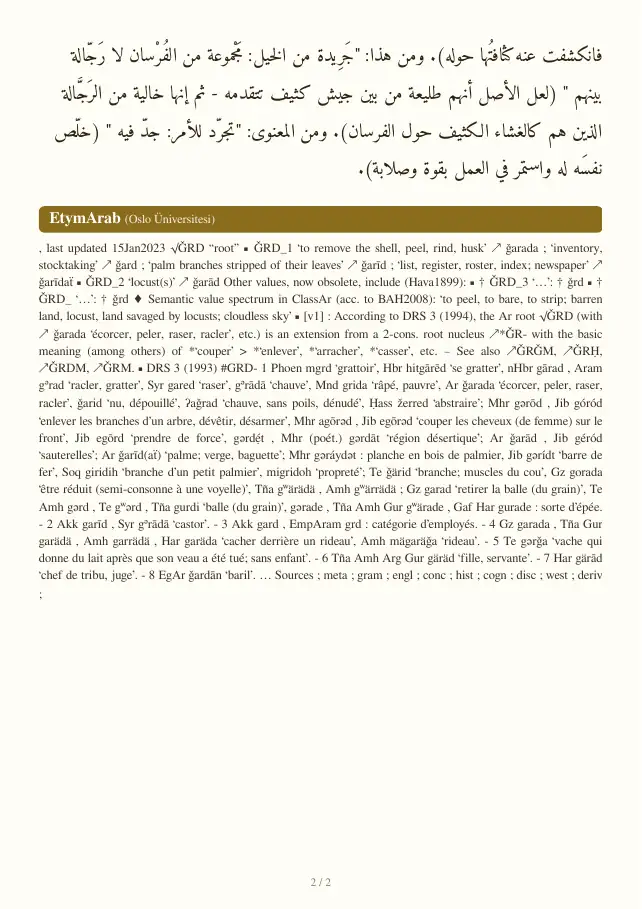 فانكشفت عنه كثافتُها حوله). ومن هذا: "جَرِيدة من الخيل: مَجْموعة من الفُرْسان لا رَجّالة
بينهم " (لعل الأصل أنهم طليعة من بين جيش كثيف تتقدمه - ثم إنها خالية من الرَجَّالة
الذين هم كالغشاء الكثيف حول الفرسان). ومن المعنوى: "تجرّد للأمر: جدّ فيه " (خلّص
نفسَه له واستمر في العمل بقوة وصلابة).
EtymArab (Oslo Üniversitesi)
, last updated 15Jan2023 √ǦRD “root” ▪ ǦRD_1 ‘to remove the shell, peel, rind, husk’ ↗ ǧarada ; ‘inventory,
stocktaking’ ↗ ǧard ; ‘palm branches stripped of their leaves’ ↗ ǧarīd ; ‘list, register, roster, index; newspaper’ ↗
ǧarīdaẗ ▪ ǦRD_2 ‘locust(s)’ ↗ ǧarād Other values, now obsolete, include (Hava1899): ▪ † ǦRD_3 ‘…’: † ǧrd ▪ †
ǦRD_ ‘…’: † ǧrd ♦ Semantic value spectrum in ClassAr (acc. to BAH2008): ‘to peel, to bare, to strip; barren
land, locust, land savaged by locusts; cloudless sky’ ▪ [v1] : According to DRS 3 (1994), the Ar root √ǦRD (with
↗ ǧarada ‘écorcer, peler, raser, racler’, etc.) is an extension from a 2-cons. root nucleus ↗*ǦR- with the basic
meaning (among others) of *‘couper’ > *‘enlever’, *‘arracher’, *‘casser’, etc. – See also ↗ǦRǦM, ↗ǦRḤ,
↗ǦRDM, ↗ǦRM. ▪ DRS 3 (1993) #GRD- 1 Phoen mgrd ‘grattoir’, Hbr hitgārēd ‘se gratter’, nHbr gārad , Aram
gᵊrad ‘racler, gratter’, Syr gared ‘raser’, gᵊrādā ‘chauve’, Mnd grida ‘râpé, pauvre’, Ar ǧarada ‘écorcer, peler, raser,
racler’, ǧarid ‘nu, dépouillé’, ʔaǧrad ‘chauve, sans poils, dénudé’, Ḥass žerred ‘abstraire’; Mhr gərōd , Jib góród
‘enlever les branches d’un arbre, dévêtir, désarmer’, Mhr agōrəd , Jib egōrəd ‘couper les cheveux (de femme) sur le
front’, Jib egōrd ‘prendre de force’, gərdḗt , Mhr (poét.) gərdāt ‘région désertique’; Ar ǧarād , Jib géród
‘sauterelles’; Ar ǧarīd(aẗ) ‘palme; verge, baguette’; Mhr gəráydət : planche en bois de palmier, Jib gərídt ‘barre de
fer’, Soq giridih ‘branche d’un petit palmier’, migridoh ‘propreté’; Te gärid ‘branche; muscles du cou’, Gz gorada
‘être réduit (semi-consonne à une voyelle)’, Tña gʷärädä , Amh gʷärrädä ; Gz garad ‘retirer la balle (du grain)’, Te
Amh gərd , Te gʷərd , Tña gurdi ‘balle (du grain)’, gərade , Tña Amh Gur gʷärade , Gaf Har gurade : sorte d’épée.
- 2 Akk garīd , Syr gᵊrādā ‘castor’. - 3 Akk gard , EmpAram grd : catégorie d’employés. - 4 Gz garada , Tña Gur
garädä , Amh garrädä , Har garäda ‘cacher derrière un rideau’, Amh mägaräǧa ‘rideau’. - 5 Te gərǧa ‘vache qui
donne du lait après que son veau a été tué; sans enfant’. - 6 Tña Amh Arg Gur gäräd ‘fille, servante’. - 7 Har gärād
‘chef de tribu, juge’. - 8 EgAr ǧardān ‘baril’. … Sources ; meta ; gram ; engl ; conc ; hist ; cogn ; disc ; west ; deriv
;
2 / 2